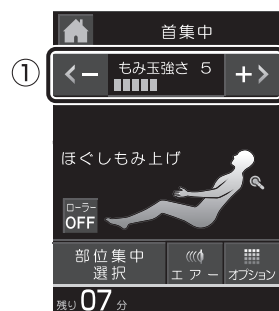 首集中
①
< − もみ玉強さ 5 + >
ほぐしもみ上げ
ローラー
OFF
部位集中
選択
エアー
オプション
残り 07 分